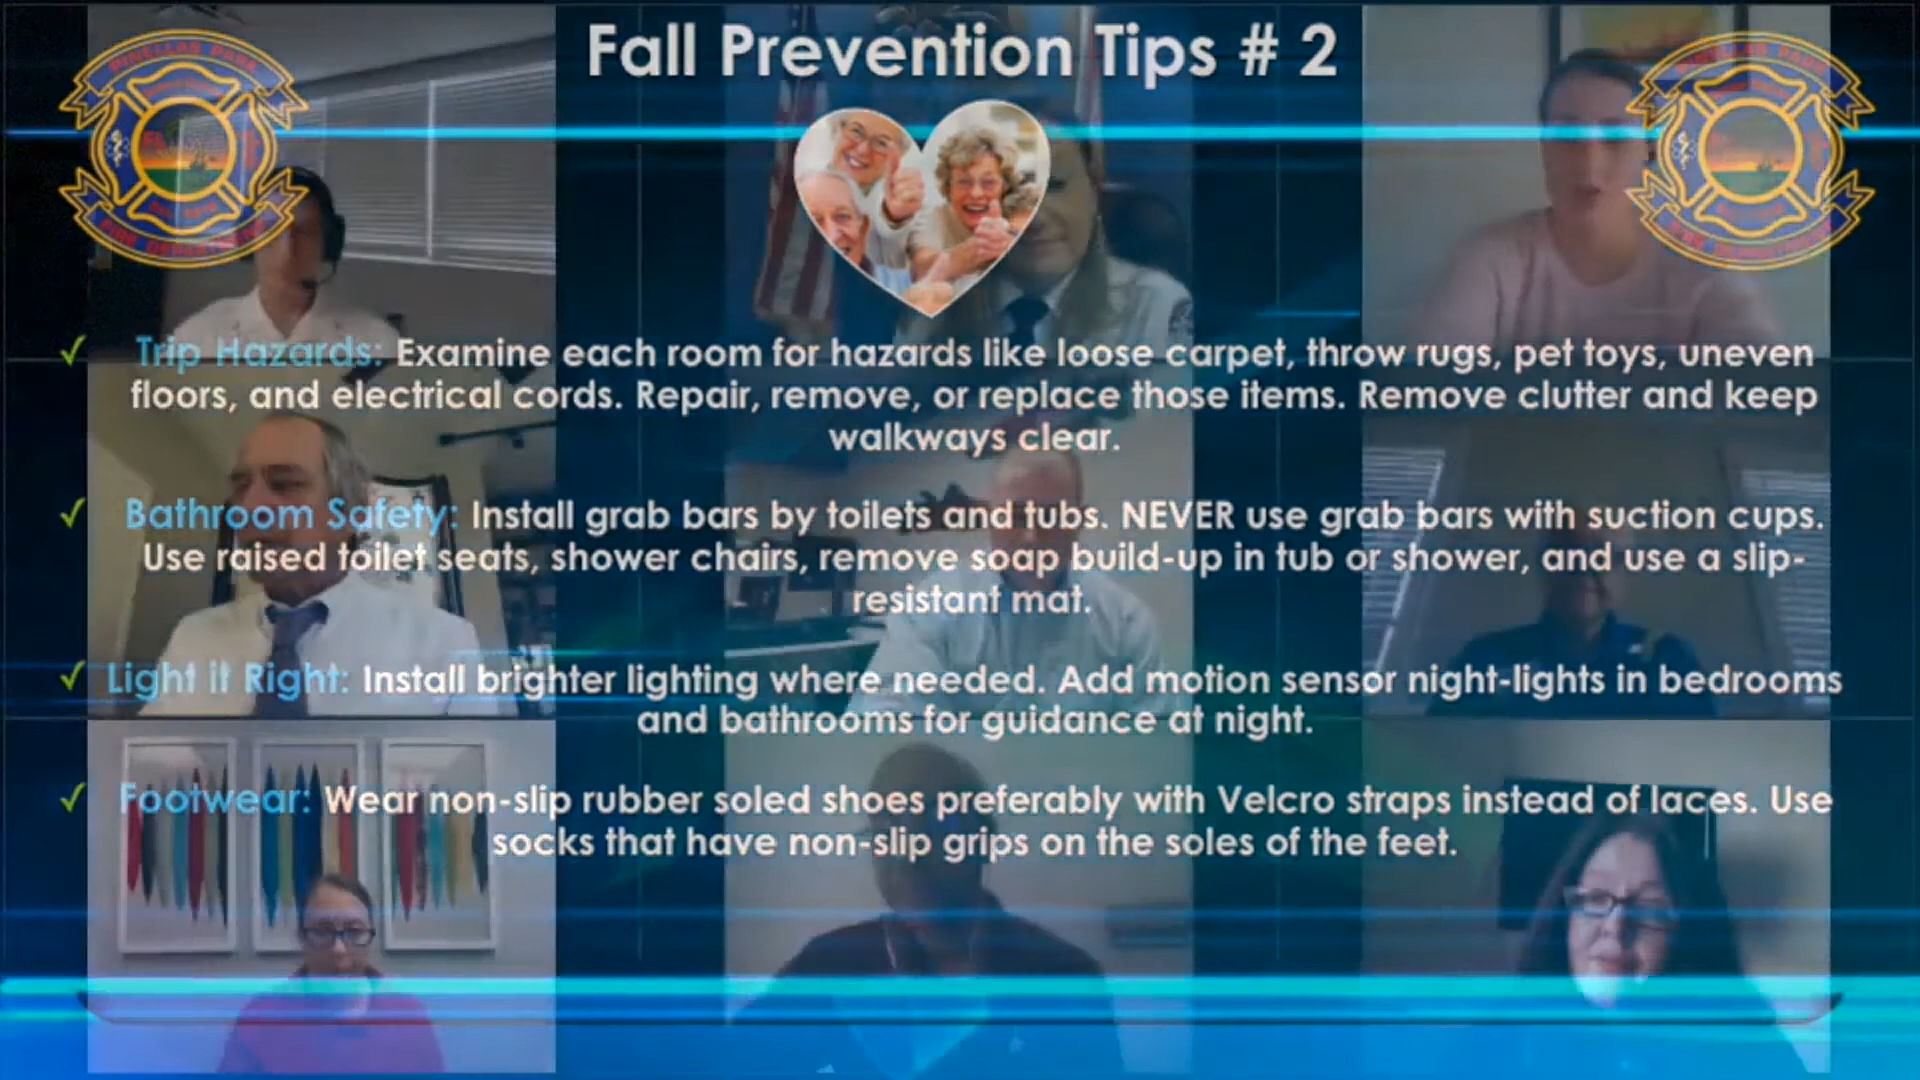 Fall Prevention Tips # 2
PINELLAS PARK
FIRE DEPARTMENT
✓ Trip Hazards: Examine each room for hazards like loose carpet, throw rugs, pet toys, uneven
floors, and electrical cords. Repair, remove, or replace those items. Remove clutter and keep
walkways clear.
✓ Bathroom Safety: Install grab bars by toilets and tubs. NEVER use grab bars with suction cups.
Use raised toilet seats, shower chairs, remove soap build-up in tub or shower, and use a slip-
resistant mat.
✓ Light it Right: Install brighter lighting where needed. Add motion sensor night-lights in bedrooms
and bathrooms for guidance at night.
✓ Footwear: Wear non-slip rubber soled shoes preferably with Velcro straps instead of laces. Use
socks that have non-slip grips on the soles of the feet.